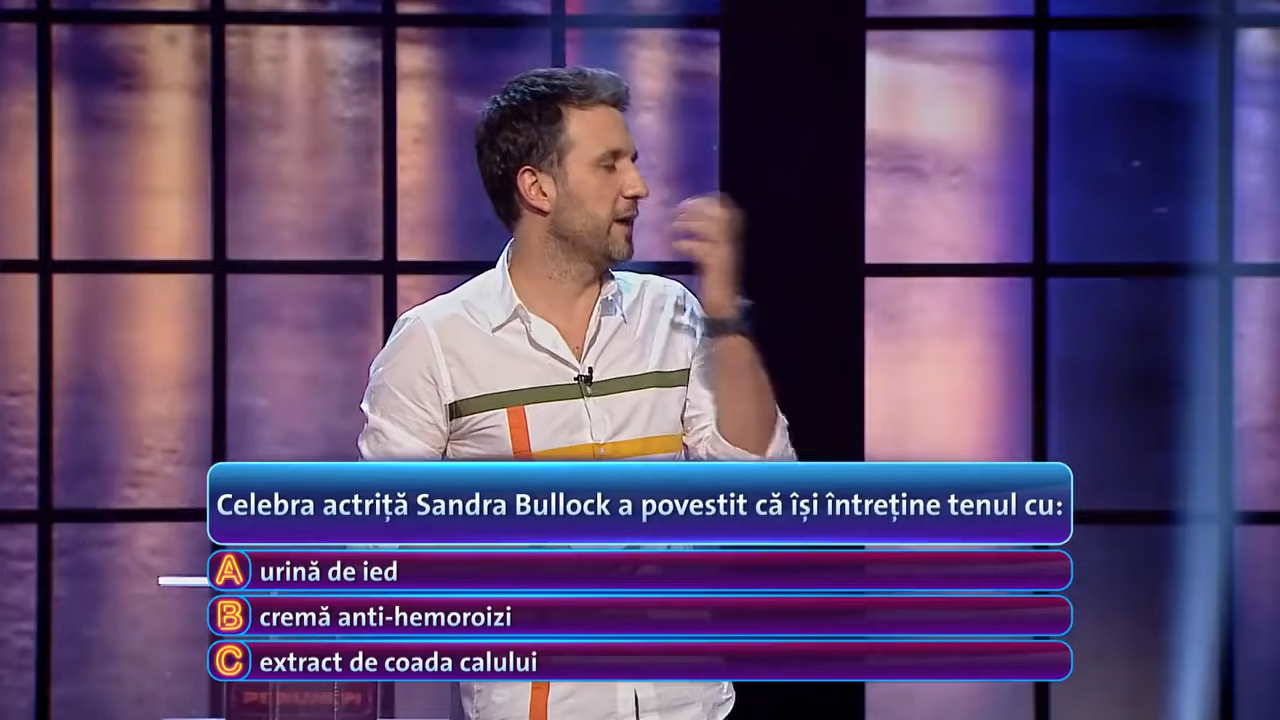 Celebra actriță Sandra Bullock a povestit că își întreține tenul cu:
A urină de ied
B cremă anti-hemoroizi
C extract de coada calului